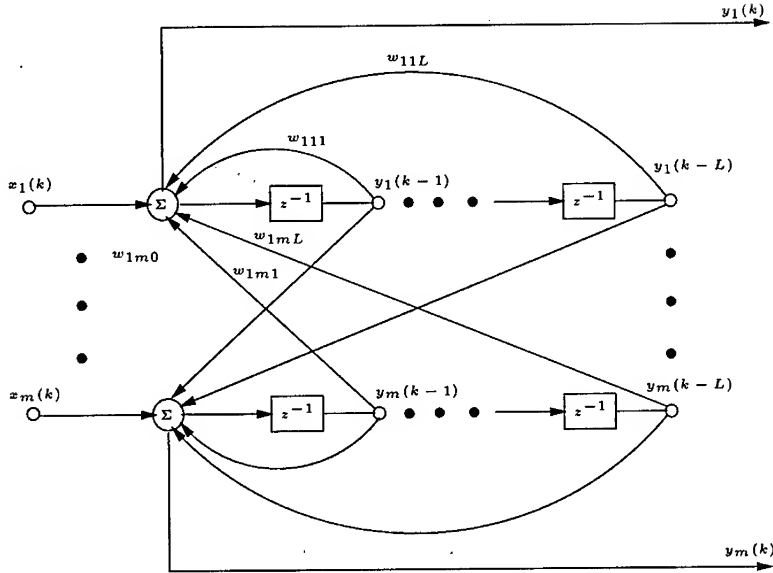 y₁(k)
w₁₁L
w₁₁₁
x₁(k)
y₁(k−1)
y₁(k−L)
Σ
z⁻¹
z⁻¹
w₁mL
w₁m₀
w₁m₁
xm(k)
ym(k−1)
ym(k−L)
Σ
z⁻¹
z⁻¹
ym(k)